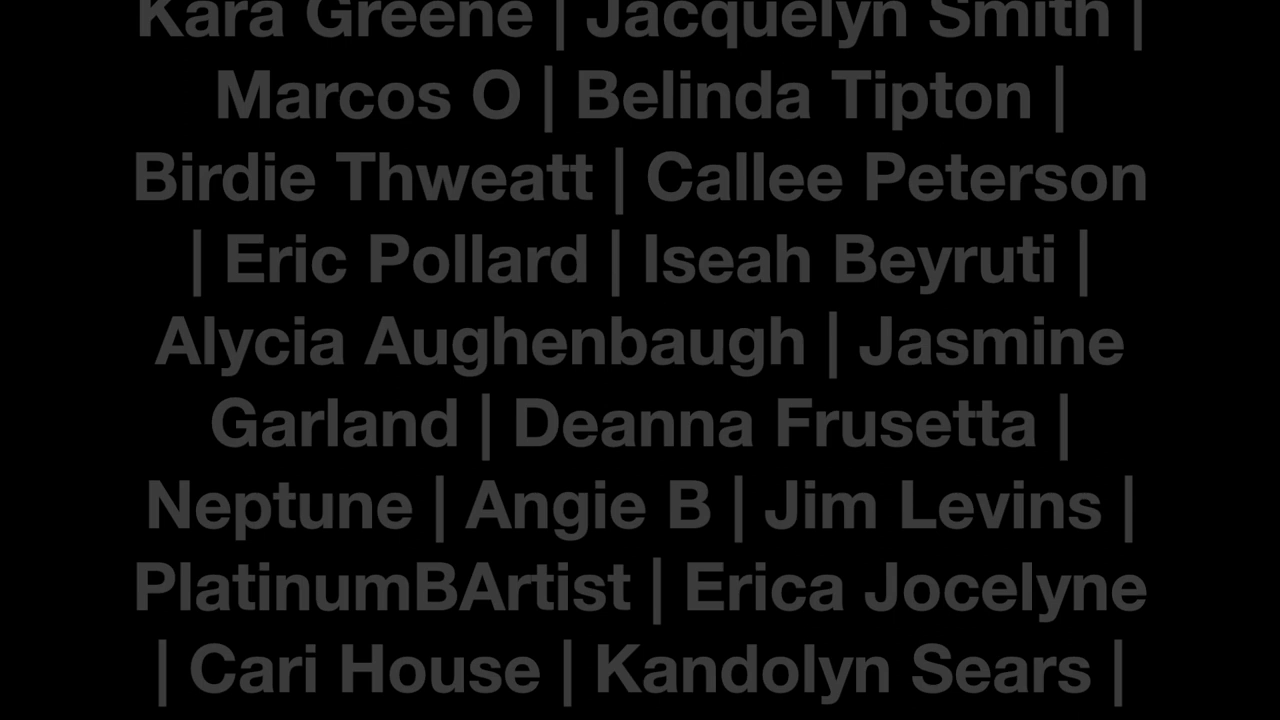 Kara Greene | Jacquelyn Smith |
Marcos O | Belinda Tipton |
Birdie Thweatt | Callee Peterson
| Eric Pollard | Iseah Beyruti |
Alycia Aughenbaugh | Jasmine
Garland | Deanna Frusetta |
Neptune | Angie B | Jim Levins |
PlatinumBArtist | Erica Jocelyne
| Cari House | Kandolyn Sears |